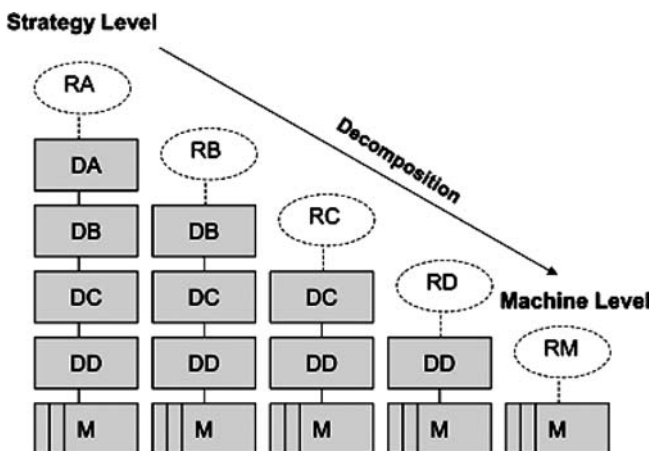 Strategy Level
RA
Decomposition
DA
RB
DB
DB
RC
DC
DC
DC
RD
Machine Level
DD
DD
DD
DD
RM
M
M
M
M
M